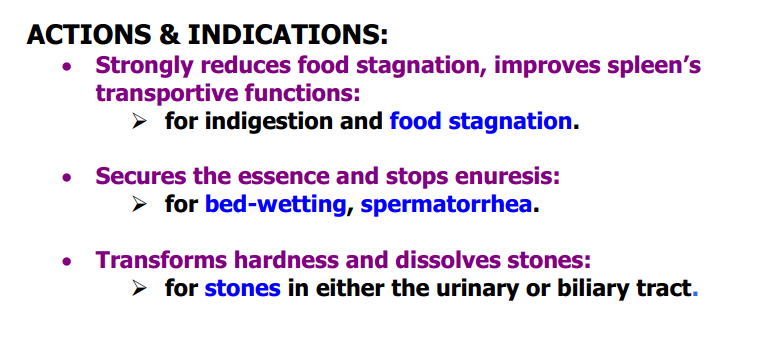 ACTIONS & INDICATIONS:
• Strongly reduces food stagnation, improves spleen’s
transportive functions:
➢ for indigestion and food stagnation.
• Secures the essence and stops enuresis:
➢ for bed-wetting, spermatorrhea.
• Transforms hardness and dissolves stones:
➢ for stones in either the urinary or biliary tract.